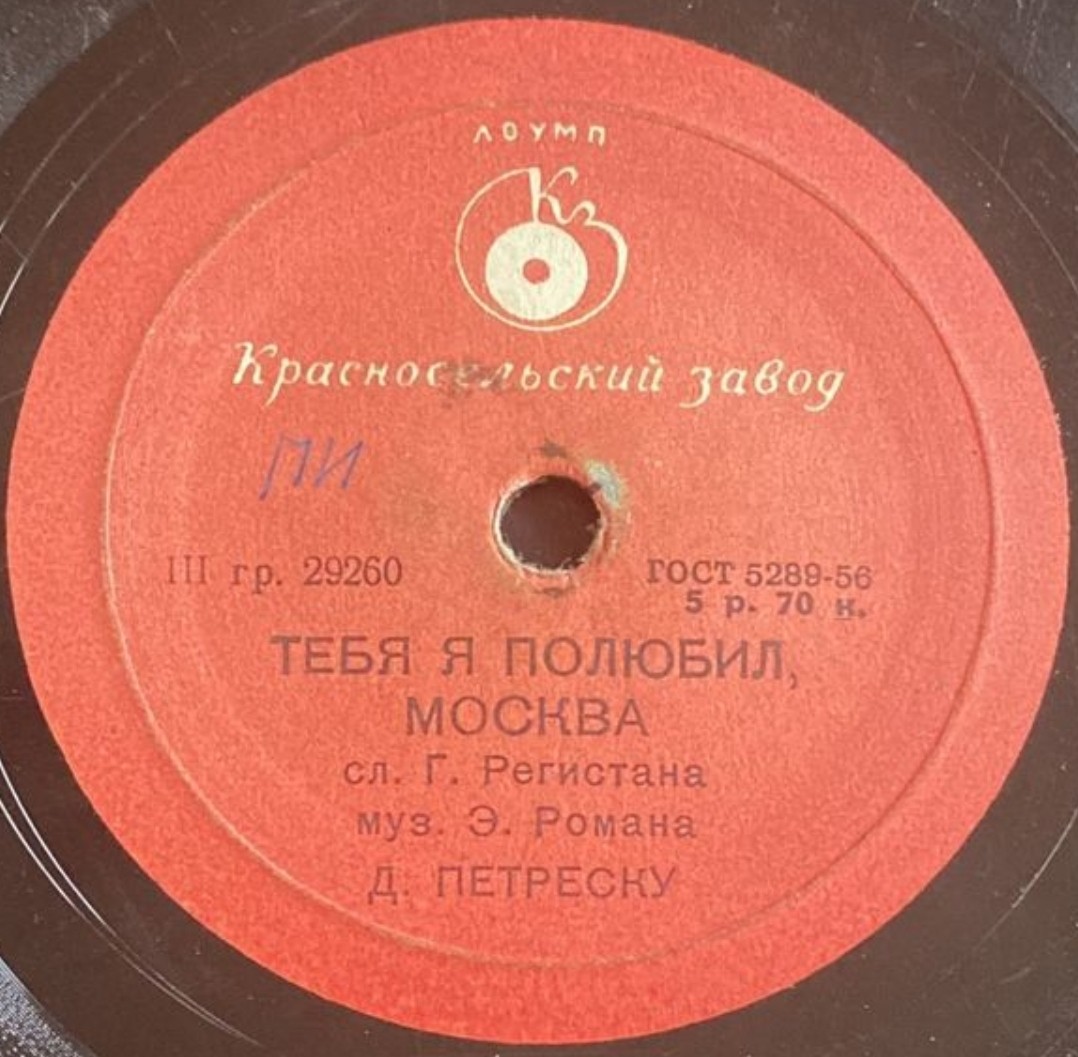 ЛОУМП
Кз
Красносельский завод
ПИ
III гр. 29260
ГОСТ 5289-56
5 р. 70 к.
ТЕБЯ Я ПОЛЮБИЛ,
МОСКВА
сл. Г. Регистана
муз. Э. Романа
Д. ПЕТРЕСКУ